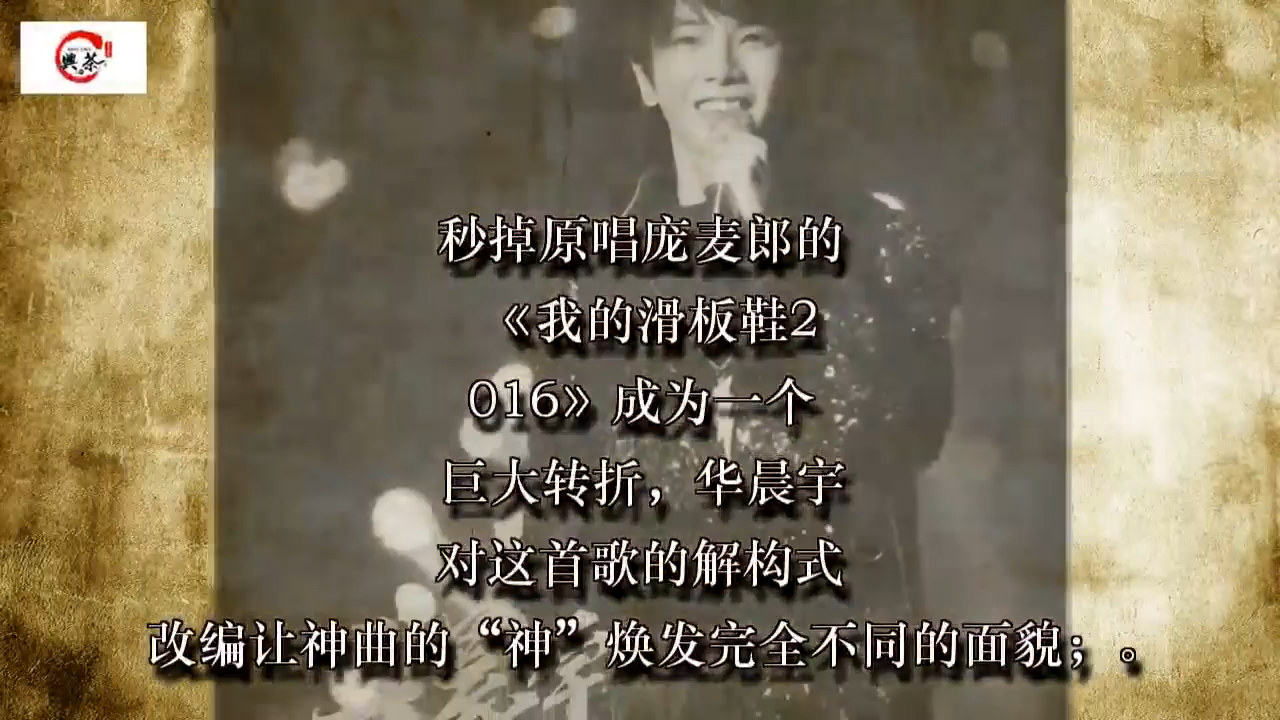 興茶
秒掉原唱庞麦郎的
《我的滑板鞋2
016》成为一个
巨大转折，华晨宇
对这首歌的解构式
改编让神曲的“神”焕发完全不同的面貌；。